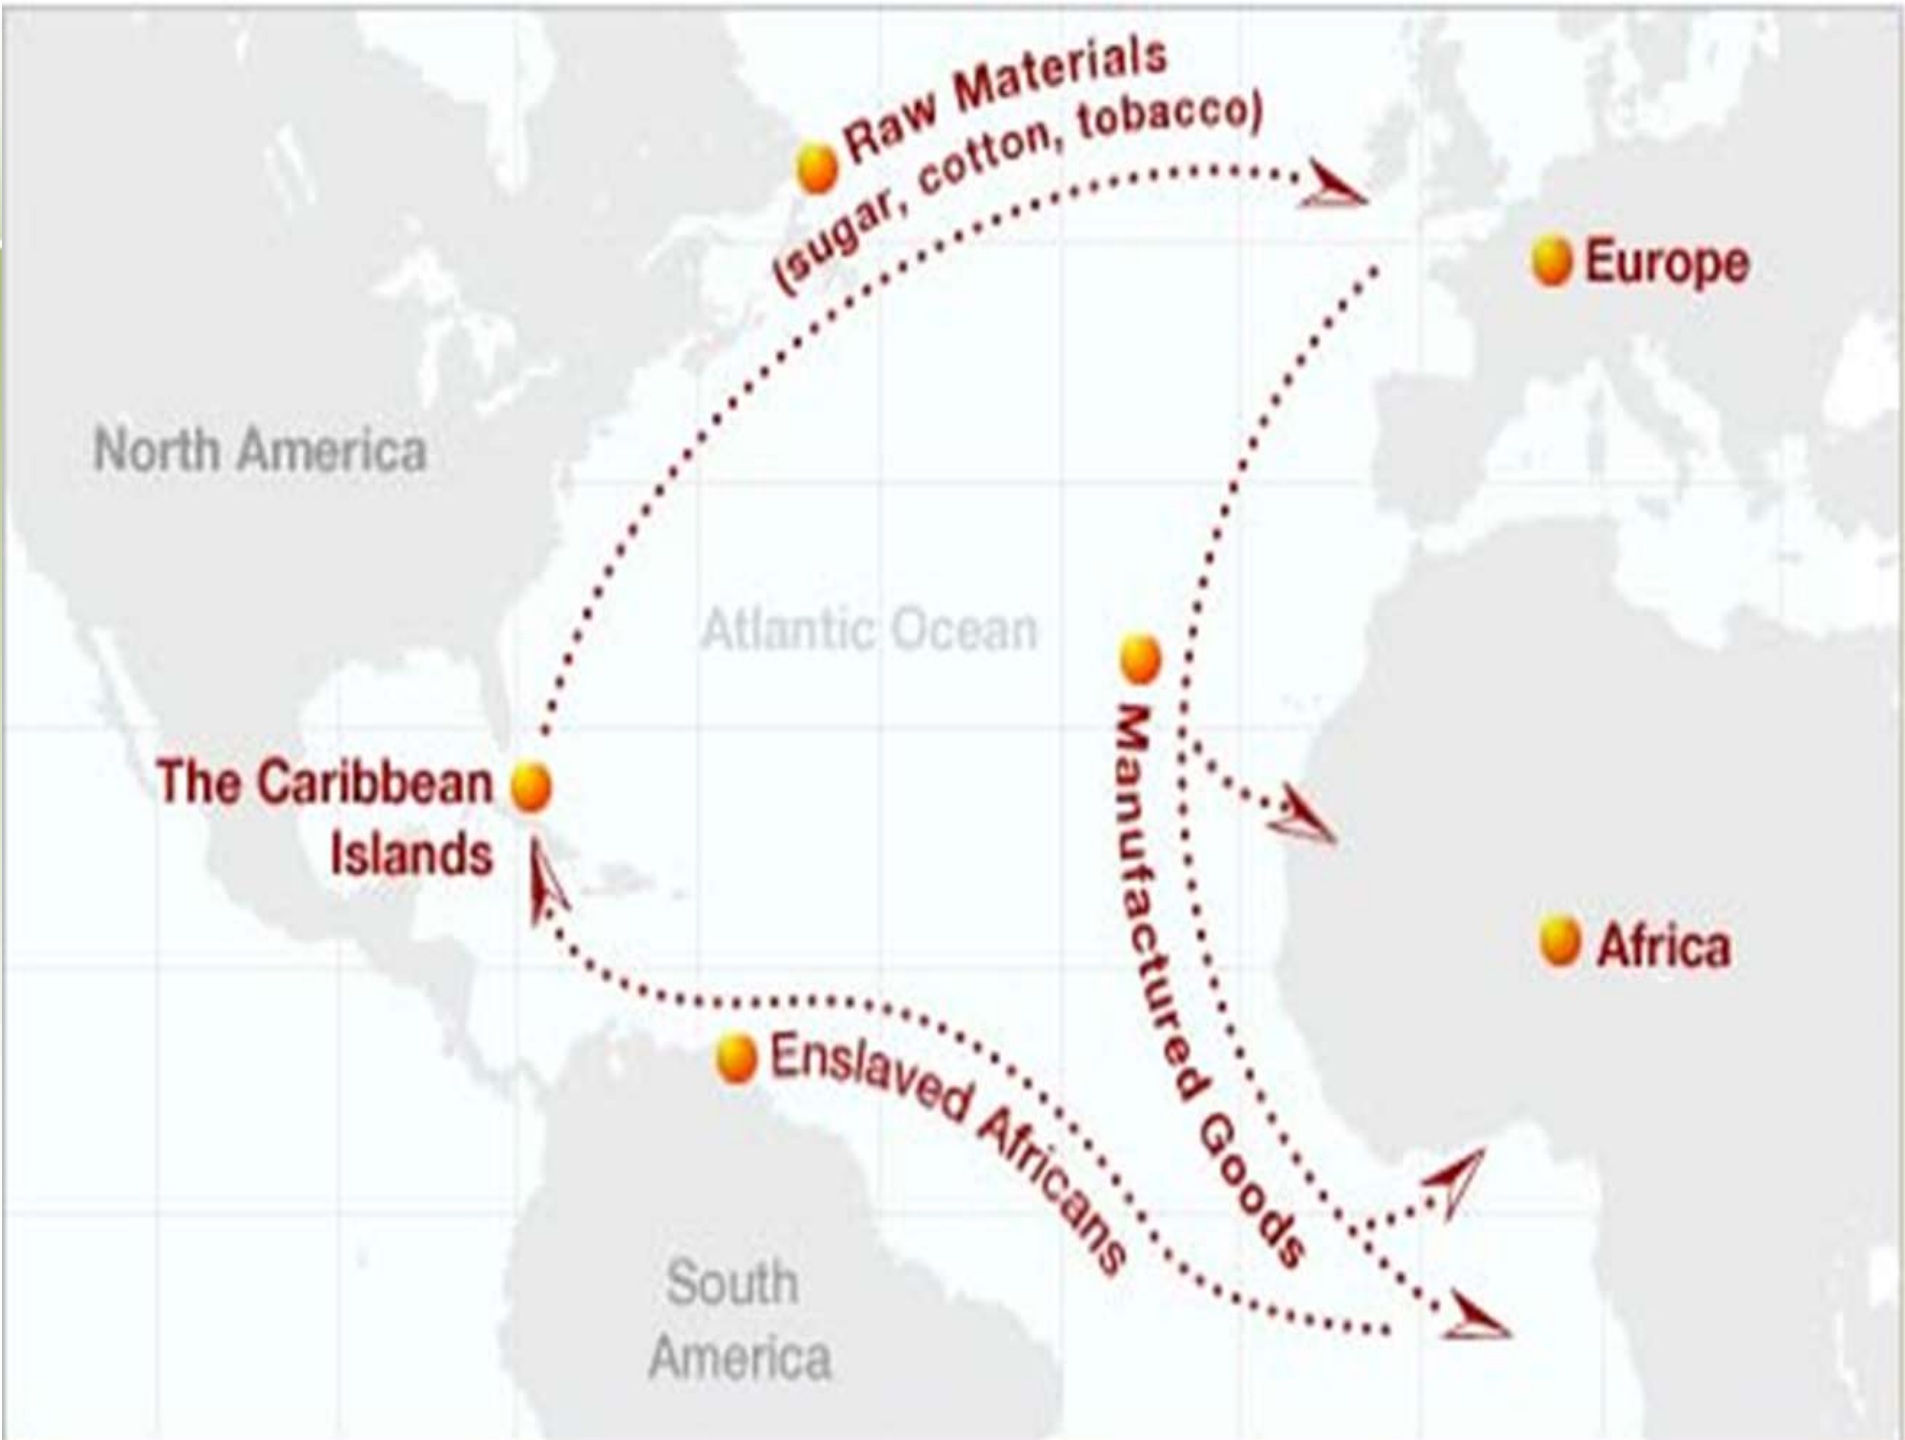 Raw Materials
(sugar, cotton, tobacco)
Europe
North America
Atlantic Ocean
The Caribbean
Islands
Manufactured Goods
Africa
Enslaved Africans
South
America